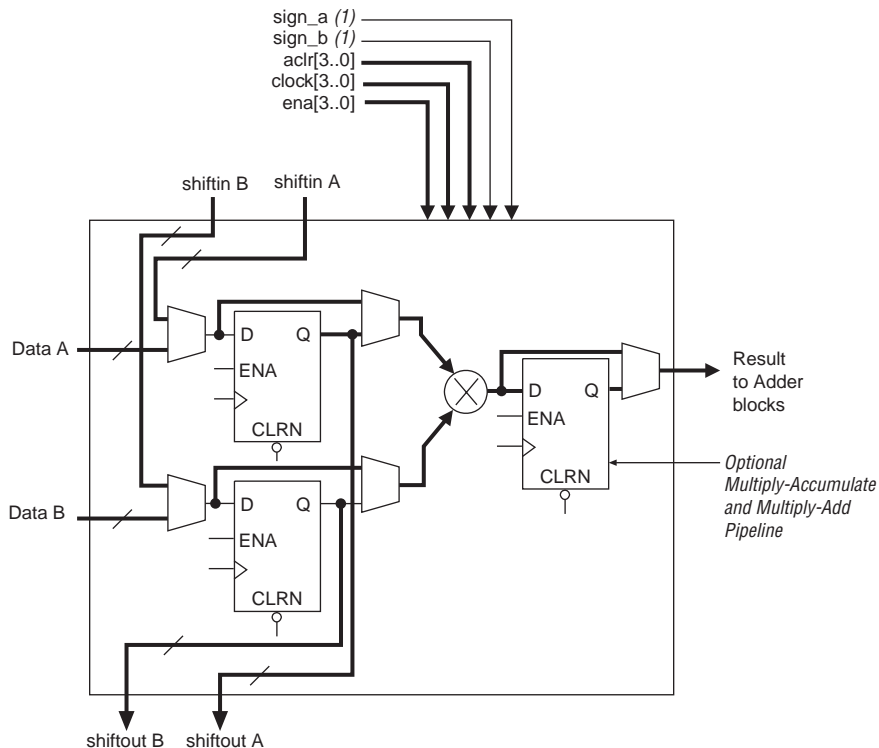 sign_a (1)
sign_b (1)
aclr[3..0]
clock[3..0]
ena[3..0]
shiftin B
shiftin A
Data A
D
Q
ENA
CLRN
Data B
D
Q
ENA
CLRN
D
Q
ENA
CLRN
Result
to Adder
blocks
Optional
Multiply-Accumulate
and Multiply-Add
Pipeline
shiftout B
shiftout A